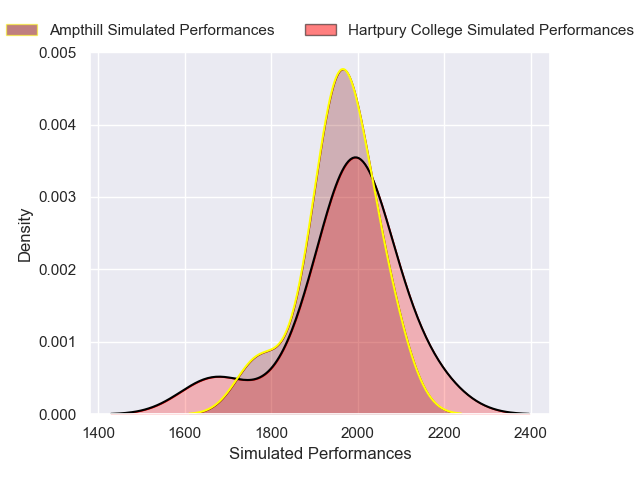 Ampthill Simulated Performances Hartpury College Simulated Performances
0.005
0.004
0.003
0.002
0.001
0.000
Density
1400 1600 1800 2000 2200 2400
Simulated Performances